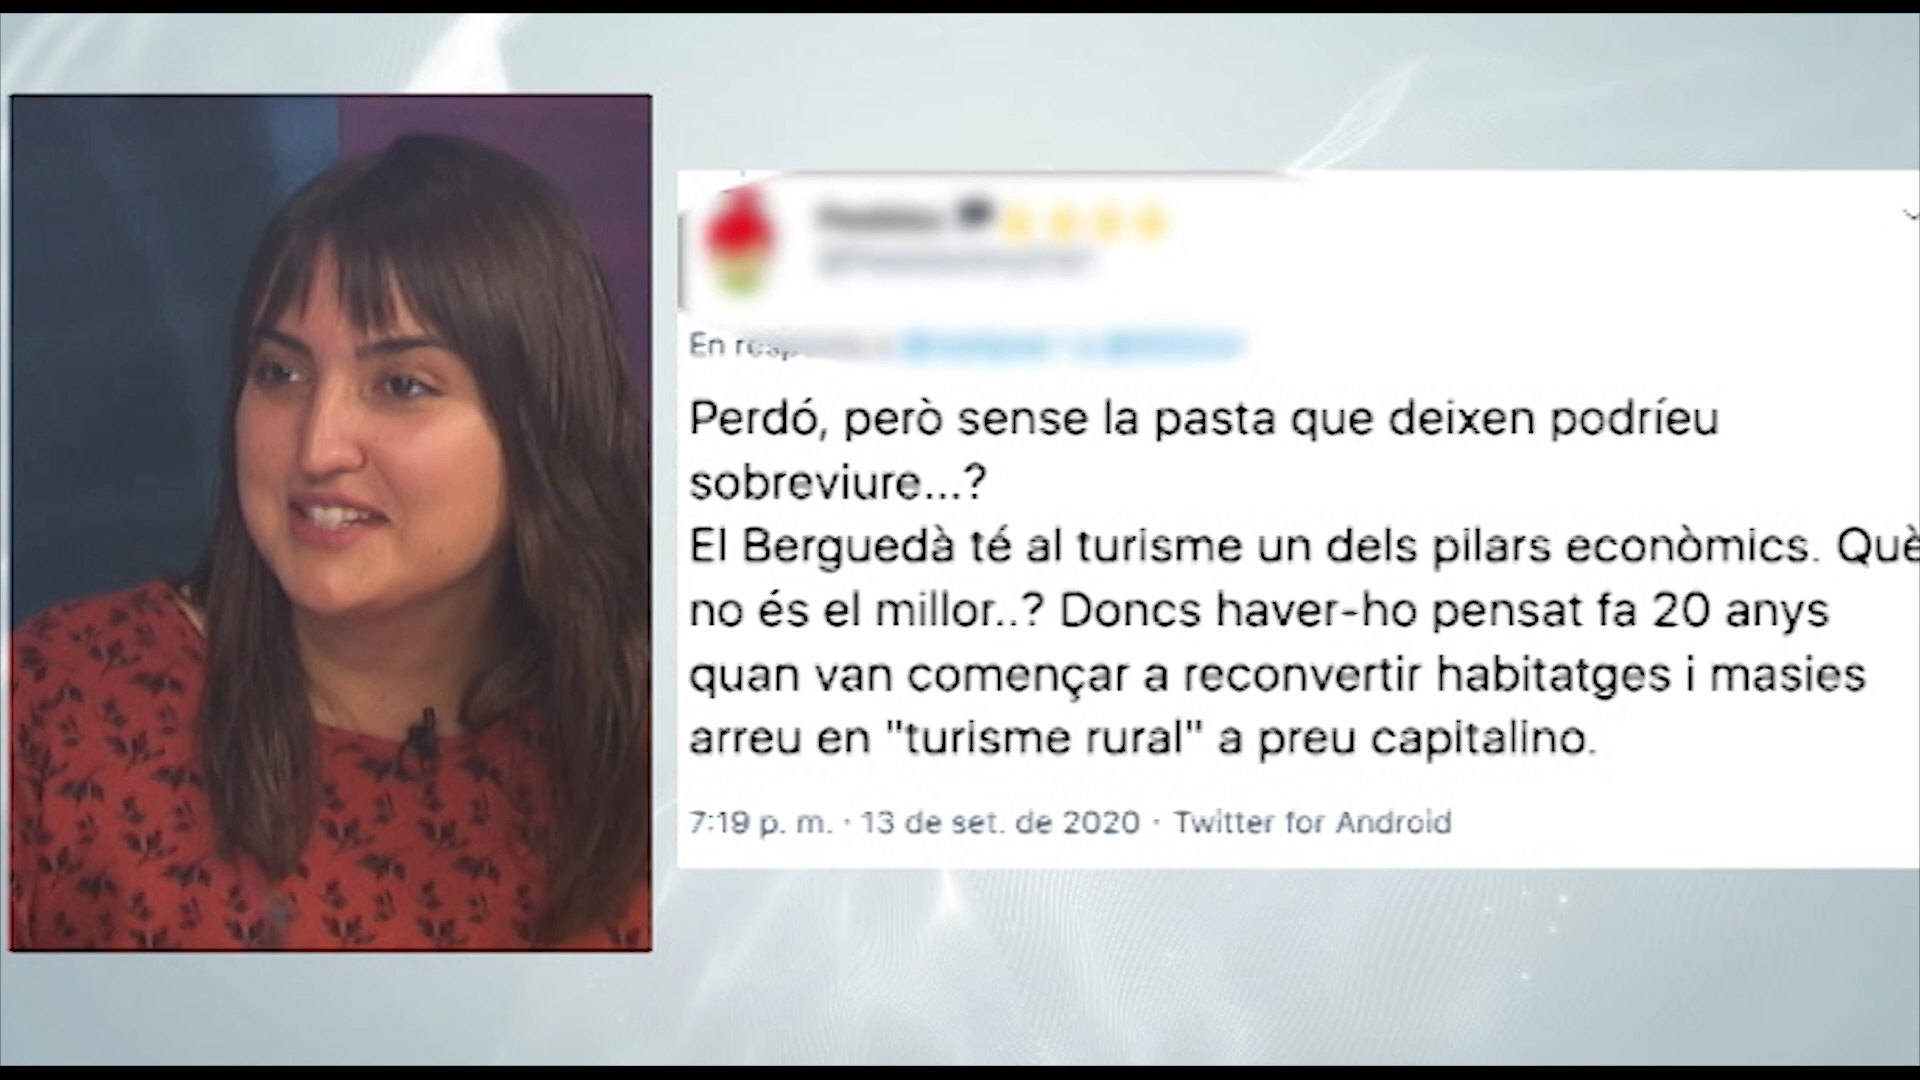 En
Perdó, però sense la pasta que deixen podríeu
sobreviure...?
El Berguedà té al turisme un dels pilars econòmics. Què
no és el millor..? Doncs haver-ho pensat fa 20 anys
quan van començar a reconvertir habitatges i masies
arreu en "turisme rural" a preu capitalino.
7:19 p. m. · 13 de set. de 2020 · Twitter for Android